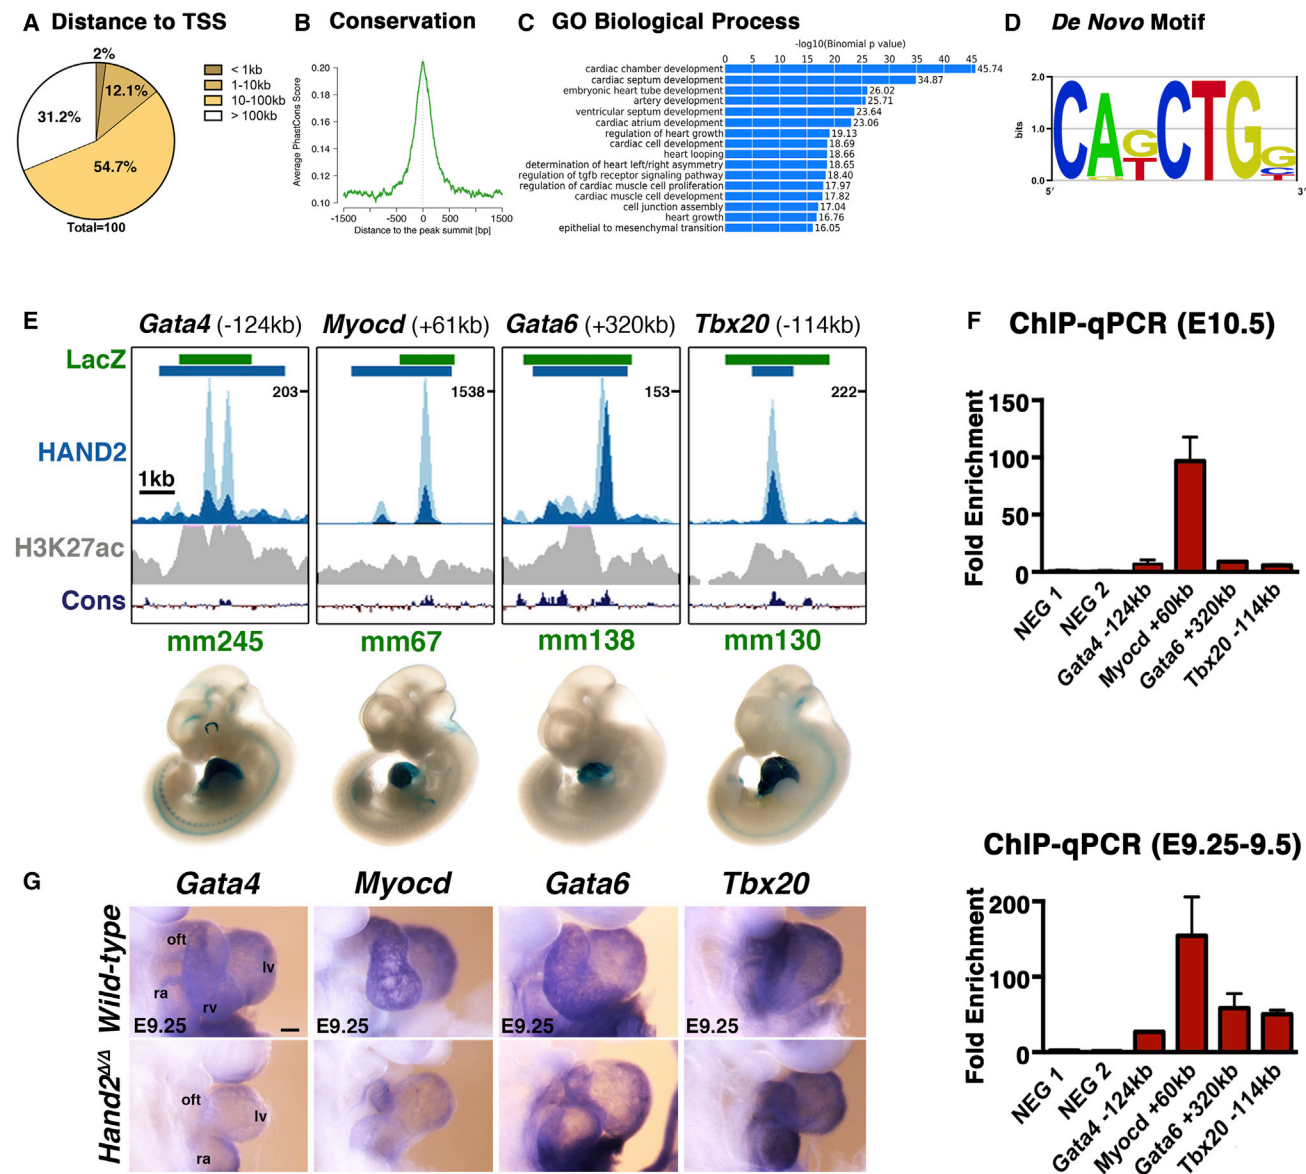 A Distance to TSS
2%
12.1%
31.2%
54.7%
Total=100
< 1kb
1-10kb
10-100kb
> 100kb
B Conservation
Average PhastCons Score
0.20
0.18
0.16
0.14
0.12
0.10
-1500 -500 0 500 1500
Distance to the peak summit [bp]
C GO Biological Process
-log10(Binomial p value)
0 5 10 15 20 25 30 35 40 45
cardiac chamber development 45.74
cardiac septum development 34.87
embryonic heart tube development 26.02
artery development 25.71
ventricular septum development 23.64
cardiac atrium development 23.06
regulation of heart growth 19.13
cardiac cell development 18.69
heart looping 18.66
determination of heart left/right asymmetry 18.65
regulation of tgfb receptor signaling pathway 18.40
regulation of cardiac muscle cell proliferation 17.97
cardiac muscle cell development 17.82
cell junction assembly 17.04
heart growth 16.76
epithelial to mesenchymal transition 16.05
D De Novo Motif
bits
2.0
1.0
0.0
CAGCTGG
T C
T
5' 3'
E Gata4 (-124kb) Myocd (+61kb) Gata6 (+320kb) Tbx20 (-114kb)
LacZ
203 1538 153 222
HAND2
1kb
H3K27ac
Cons
mm245 mm67 mm138 mm130
F ChIP-qPCR (E10.5)
Fold Enrichment
150
100
50
0
NEG 1
NEG 2
Gata4 -124kb
Myocd +60kb
Gata6 +320kb
Tbx20 -114kb
ChIP-qPCR (E9.25-9.5)
Fold Enrichment
200
100
0
NEG 1
NEG 2
Gata4 -124kb
Myocd +60kb
Gata6 +320kb
Tbx20 -114kb
G Gata4 Myocd Gata6 Tbx20
Wild-type
oft
lv
ra
rv
E9.25 E9.25 E9.25 E9.25
Hand2Δ/Δ
oft
lv
ra